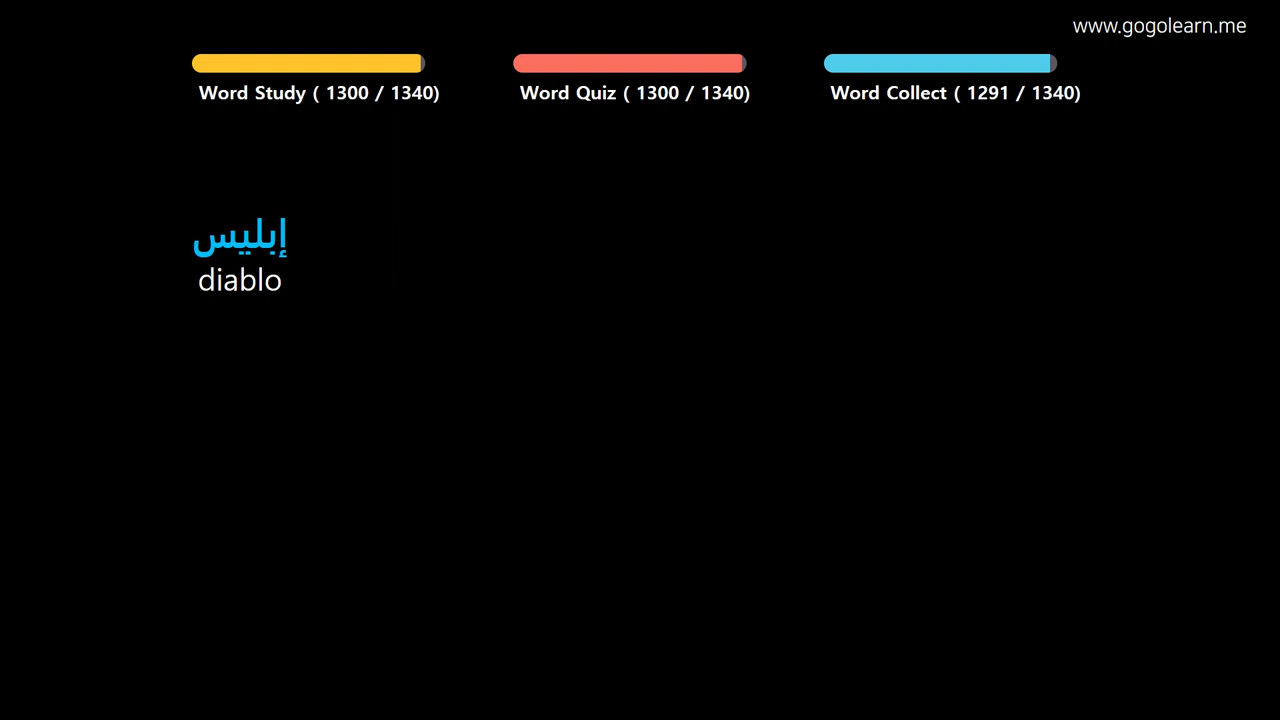 www.gogolearn.me
Word Study ( 1300 / 1340)
Word Quiz ( 1300 / 1340)
Word Collect ( 1291 / 1340)
إبليس
diablo